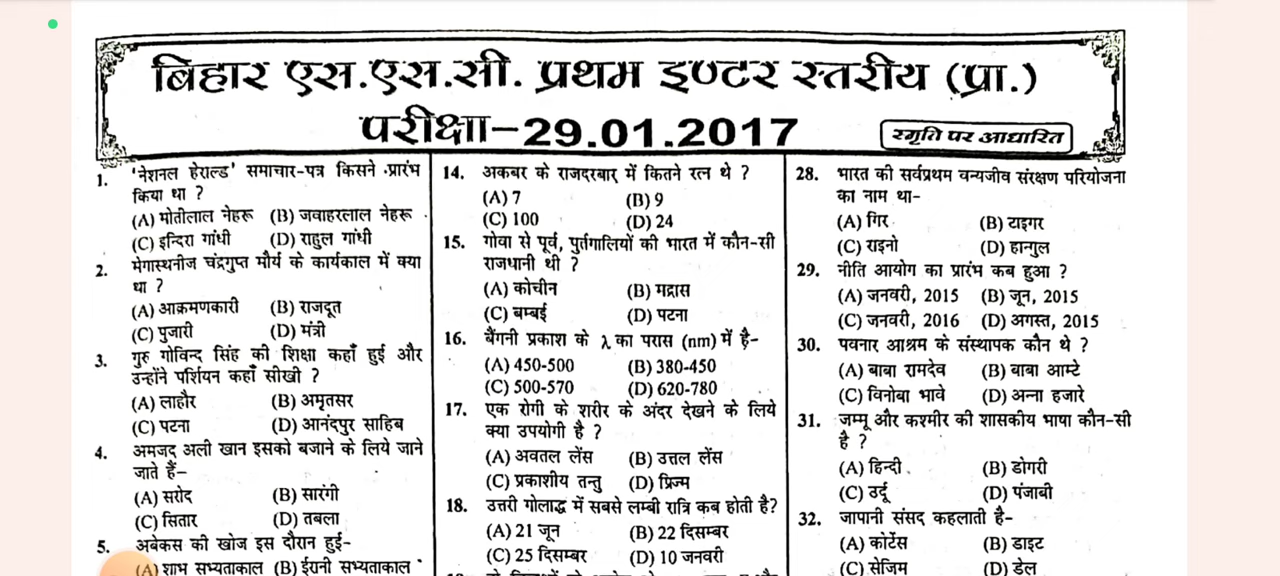 बिहार एस.एस.सी. प्रथम इण्टर स्तरीय (प्रा.)
परीक्षा–29.01.2017
स्मृति पर आधारित
1. 'नेशनल हेराल्ड' समाचार-पत्र किसने प्रारंभ
किया था ?
(A) मोतीलाल नेहरू (B) जवाहरलाल नेहरू
(C) इन्दिरा गांधी (D) राहुल गांधी
2. मेगास्थनीज चंद्रगुप्त मौर्य के कार्यकाल में क्या
था ?
(A) आक्रमणकारी (B) राजदूत
(C) पुजारी (D) मंत्री
3. गुरु गोविन्द सिंह की शिक्षा कहाँ हुई और
उन्होंने पर्शियन कहाँ सीखी ?
(A) लाहौर (B) अमृतसर
(C) पटना (D) आनंदपुर साहिब
4. अमजद अली खान इसको बजाने के लिये जाने
जाते हैं–
(A) सरोद (B) सारंगी
(C) सितार (D) तबला
5. अबेकस की खोज इस दौरान हुई–
(A) शाभ सभ्यताकाल (B) ईरानी सभ्यताकाल
14. अकबर के राजदरबार में कितने रत्न थे ?
(A) 7 (B) 9
(C) 100 (D) 24
15. गोवा से पूर्व, पुर्तगालियों की भारत में कौन-सी
राजधानी थी ?
(A) कोचीन (B) मद्रास
(C) बम्बई (D) पटना
16. बैंगनी प्रकाश के λ का परास (nm) में है–
(A) 450-500 (B) 380-450
(C) 500-570 (D) 620-780
17. एक रोगी के शरीर के अंदर देखने के लिये
क्या उपयोगी है ?
(A) अवतल लेंस (B) उत्तल लेंस
(C) प्रकाशीय तन्तु (D) प्रिज्म
18. उत्तरी गोलाद्ध में सबसे लम्बी रात्रि कब होती है?
(A) 21 जून (B) 22 दिसम्बर
(C) 25 दिसम्बर (D) 10 जनवरी
28. भारत की सर्वप्रथम वन्यजीव संरक्षण परियोजना
का नाम था–
(A) गिर (B) टाइगर
(C) राइनो (D) हान्गुल
29. नीति आयोग का प्रारंभ कब हुआ ?
(A) जनवरी, 2015 (B) जून, 2015
(C) जनवरी, 2016 (D) अगस्त, 2015
30. पवनार आश्रम के संस्थापक कौन थे ?
(A) बाबा रामदेव (B) बाबा आम्टे
(C) विनोबा भावे (D) अन्ना हजारे
31. जम्मू और कश्मीर की शासकीय भाषा कौन-सी
है ?
(A) हिन्दी (B) डोगरी
(C) उर्दू (D) पंजाबी
32. जापानी संसद कहलाती है–
(A) कोर्टेस (B) डाइट
(C) सेजिम (D) डेल